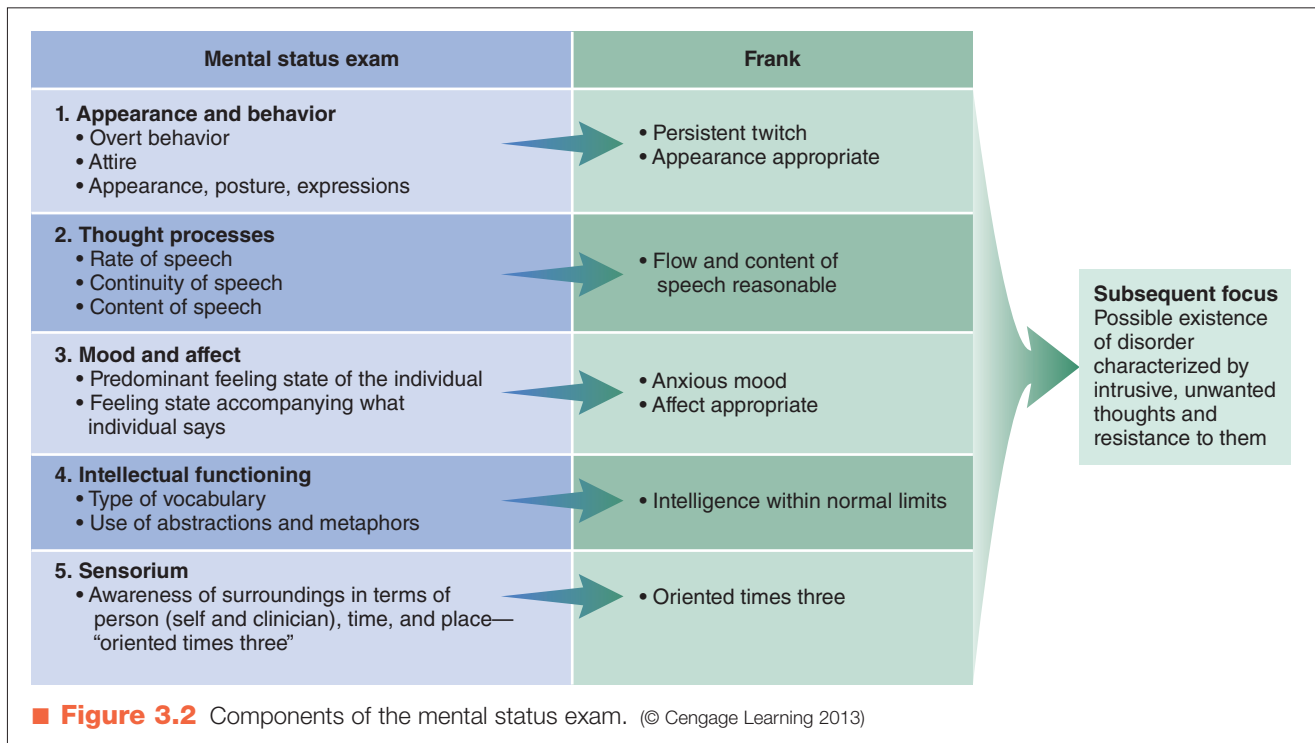 Mental status exam
Frank
1. Appearance and behavior
• Overt behavior
• Attire
• Appearance, posture, expressions
• Persistent twitch
• Appearance appropriate
2. Thought processes
• Rate of speech
• Continuity of speech
• Content of speech
• Flow and content of
speech reasonable
3. Mood and affect
• Predominant feeling state of the individual
• Feeling state accompanying what
individual says
• Anxious mood
• Affect appropriate
4. Intellectual functioning
• Type of vocabulary
• Use of abstractions and metaphors
• Intelligence within normal limits
5. Sensorium
• Awareness of surroundings in terms of
person (self and clinician), time, and place—
“oriented times three”
• Oriented times three
Subsequent focus
Possible existence
of disorder
characterized by
intrusive, unwanted
thoughts and
resistance to them
■ Figure 3.2 Components of the mental status exam. (© Cengage Learning 2013)